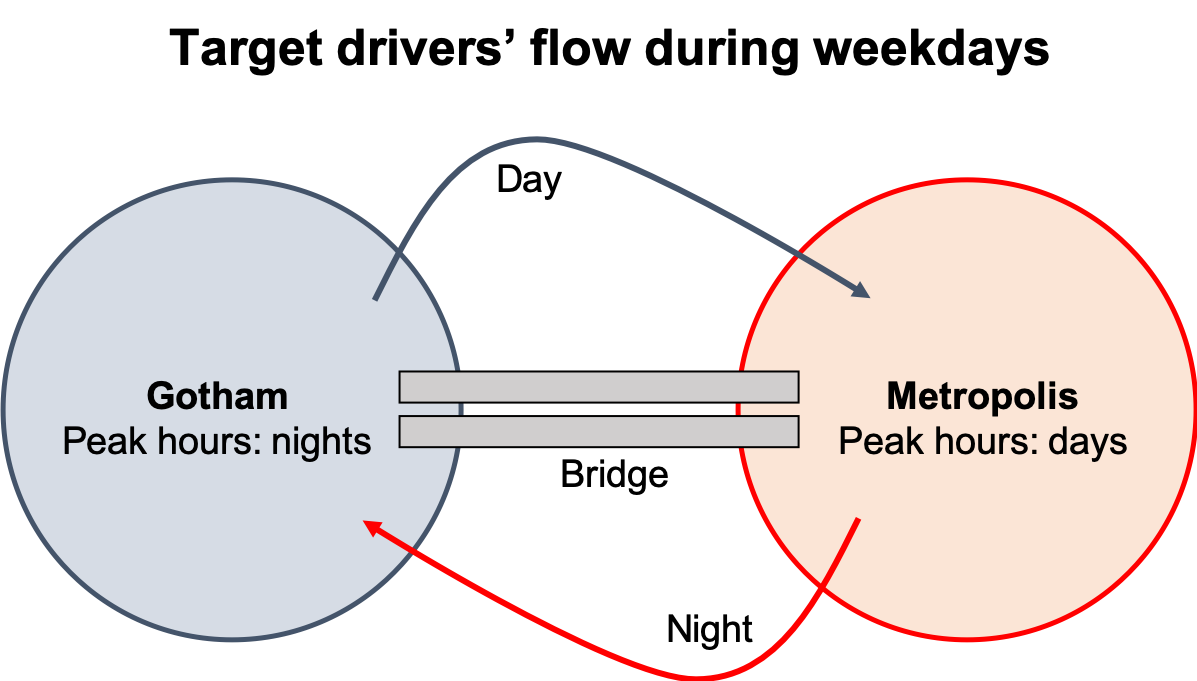 Target drivers’ flow during weekdays
Day
Gotham
Peak hours: nights
Metropolis
Peak hours: days
Bridge
Night